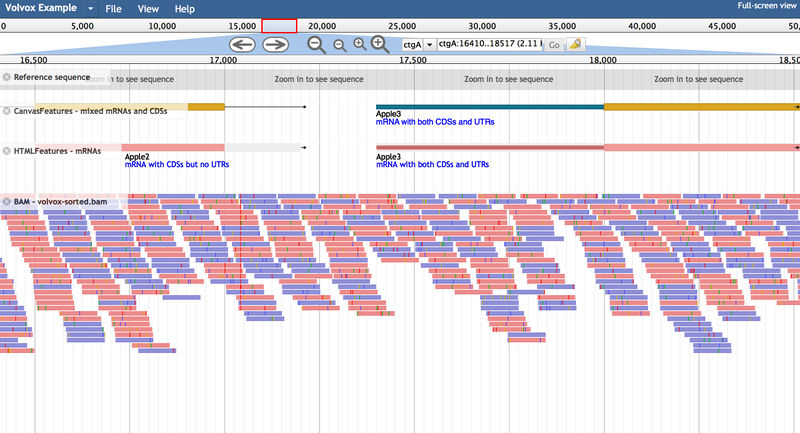 Volvox Example File View Help Full-screen view
0 5,000 10,000 15,000 20,000 25,000 30,000 35,000 40,000 45,000
ctgA ctgA:16410..18517 (2.11 Go
16,500 17,000 17,500 18,000
Reference sequence Zoom in to see sequence Zoom in to see sequence Zoom in to see sequence Zoom in to see sequence
CanvasFeatures - mixed mRNAs and CDSs
Apple3
mRNA with both CDSs and UTRs
HTMLFeatures - mRNAs
Apple2 Apple3
mRNA with CDSs but no UTRs mRNA with both CDSs and UTRs
BAM - volvox-sorted.bam